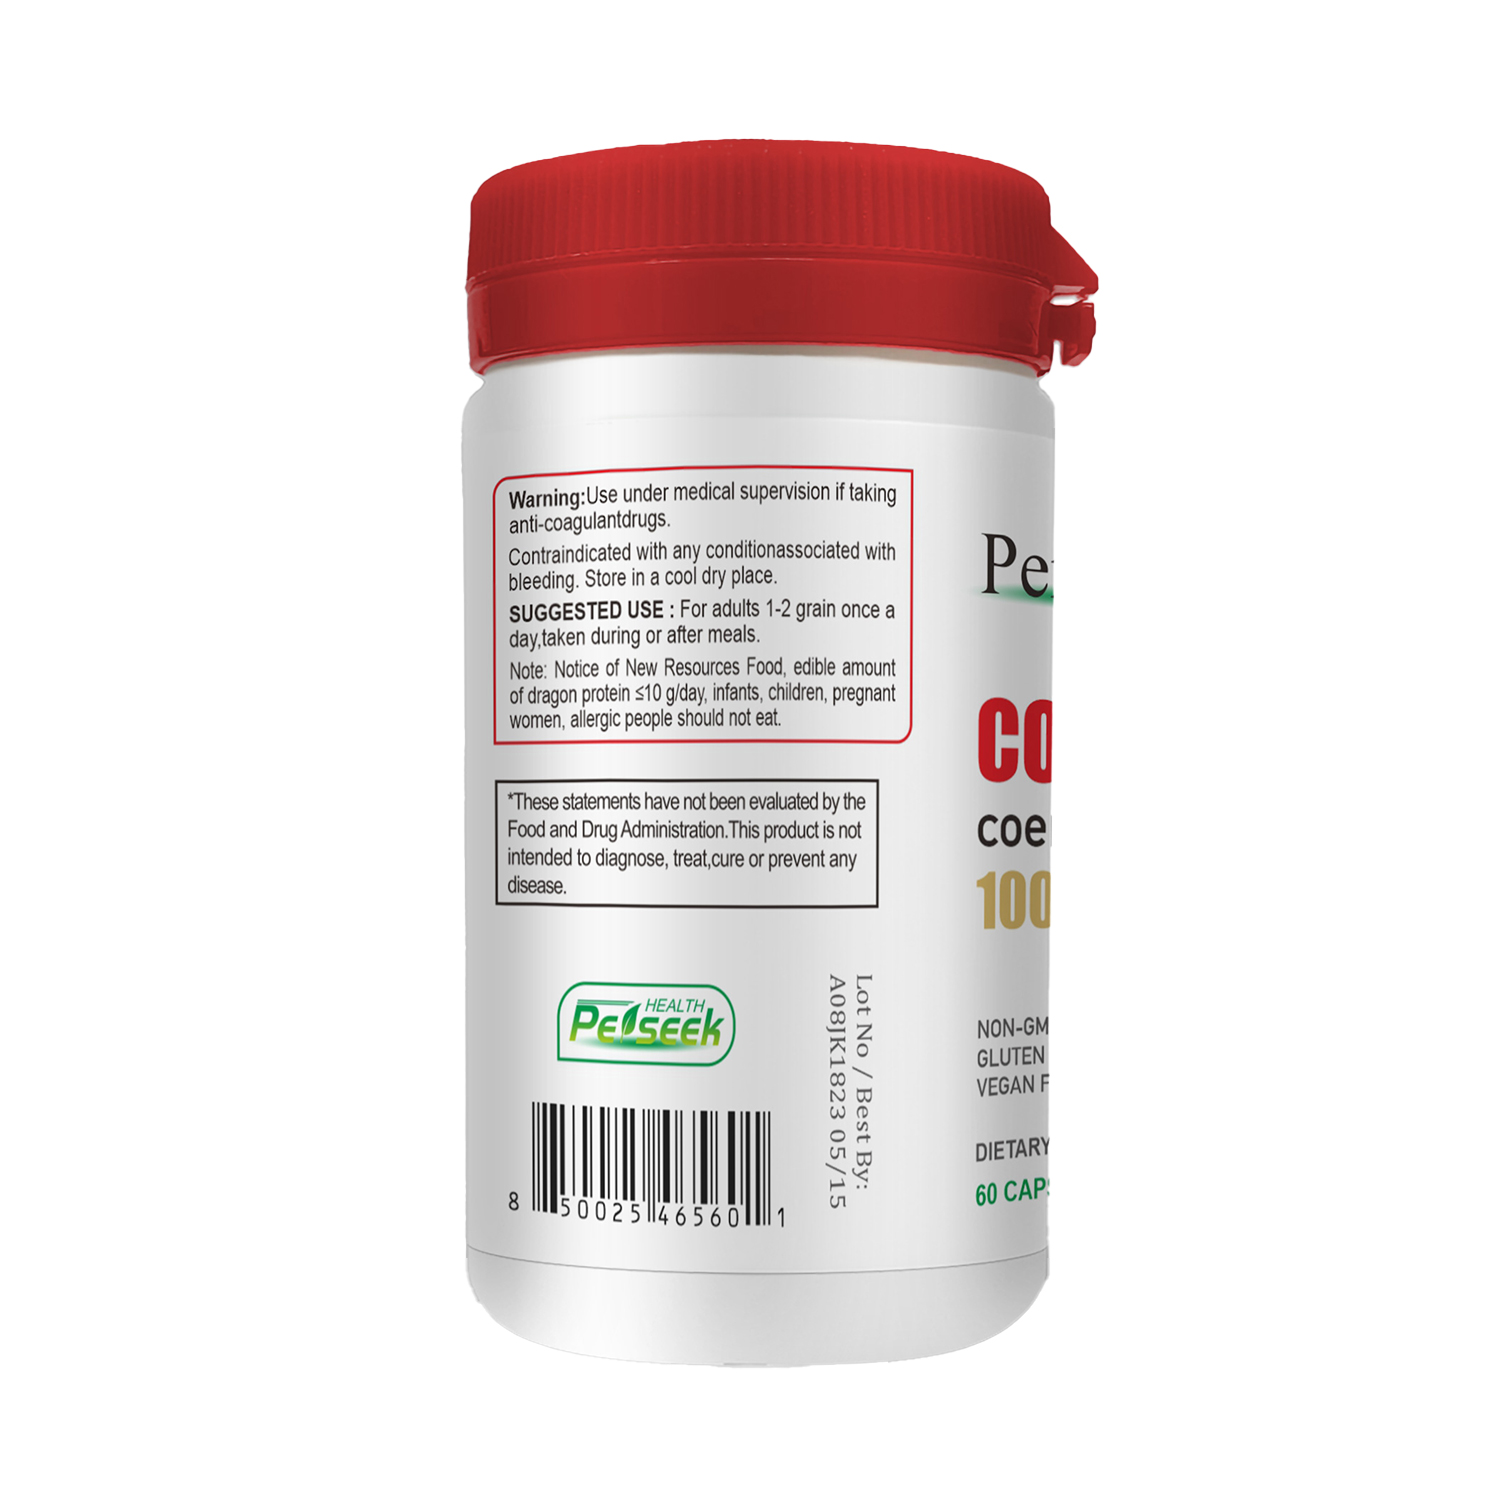 Warning:Use under medical supervision if taking
anti-coagulantdrugs.
Contraindicated with any conditionassociated with
bleeding. Store in a cool dry place.
SUGGESTED USE : For adults 1-2 grain once a
day,taken during or after meals.
Note: Notice of New Resources Food, edible amount
of dragon protein ≤10 g/day, infants, children, pregnant
women, allergic people should not eat.
*These statements have not been evaluated by the
Food and Drug Administration.This product is not
intended to diagnose, treat,cure or prevent any
disease.
HEALTH
Pelseek
8 50025 46560 1
Lot No / Best By:
A08JK1823 05/15
Pe
CO
coe
100
NON-GM
GLUTEN
VEGAN F
DIETARY
60 CAPS